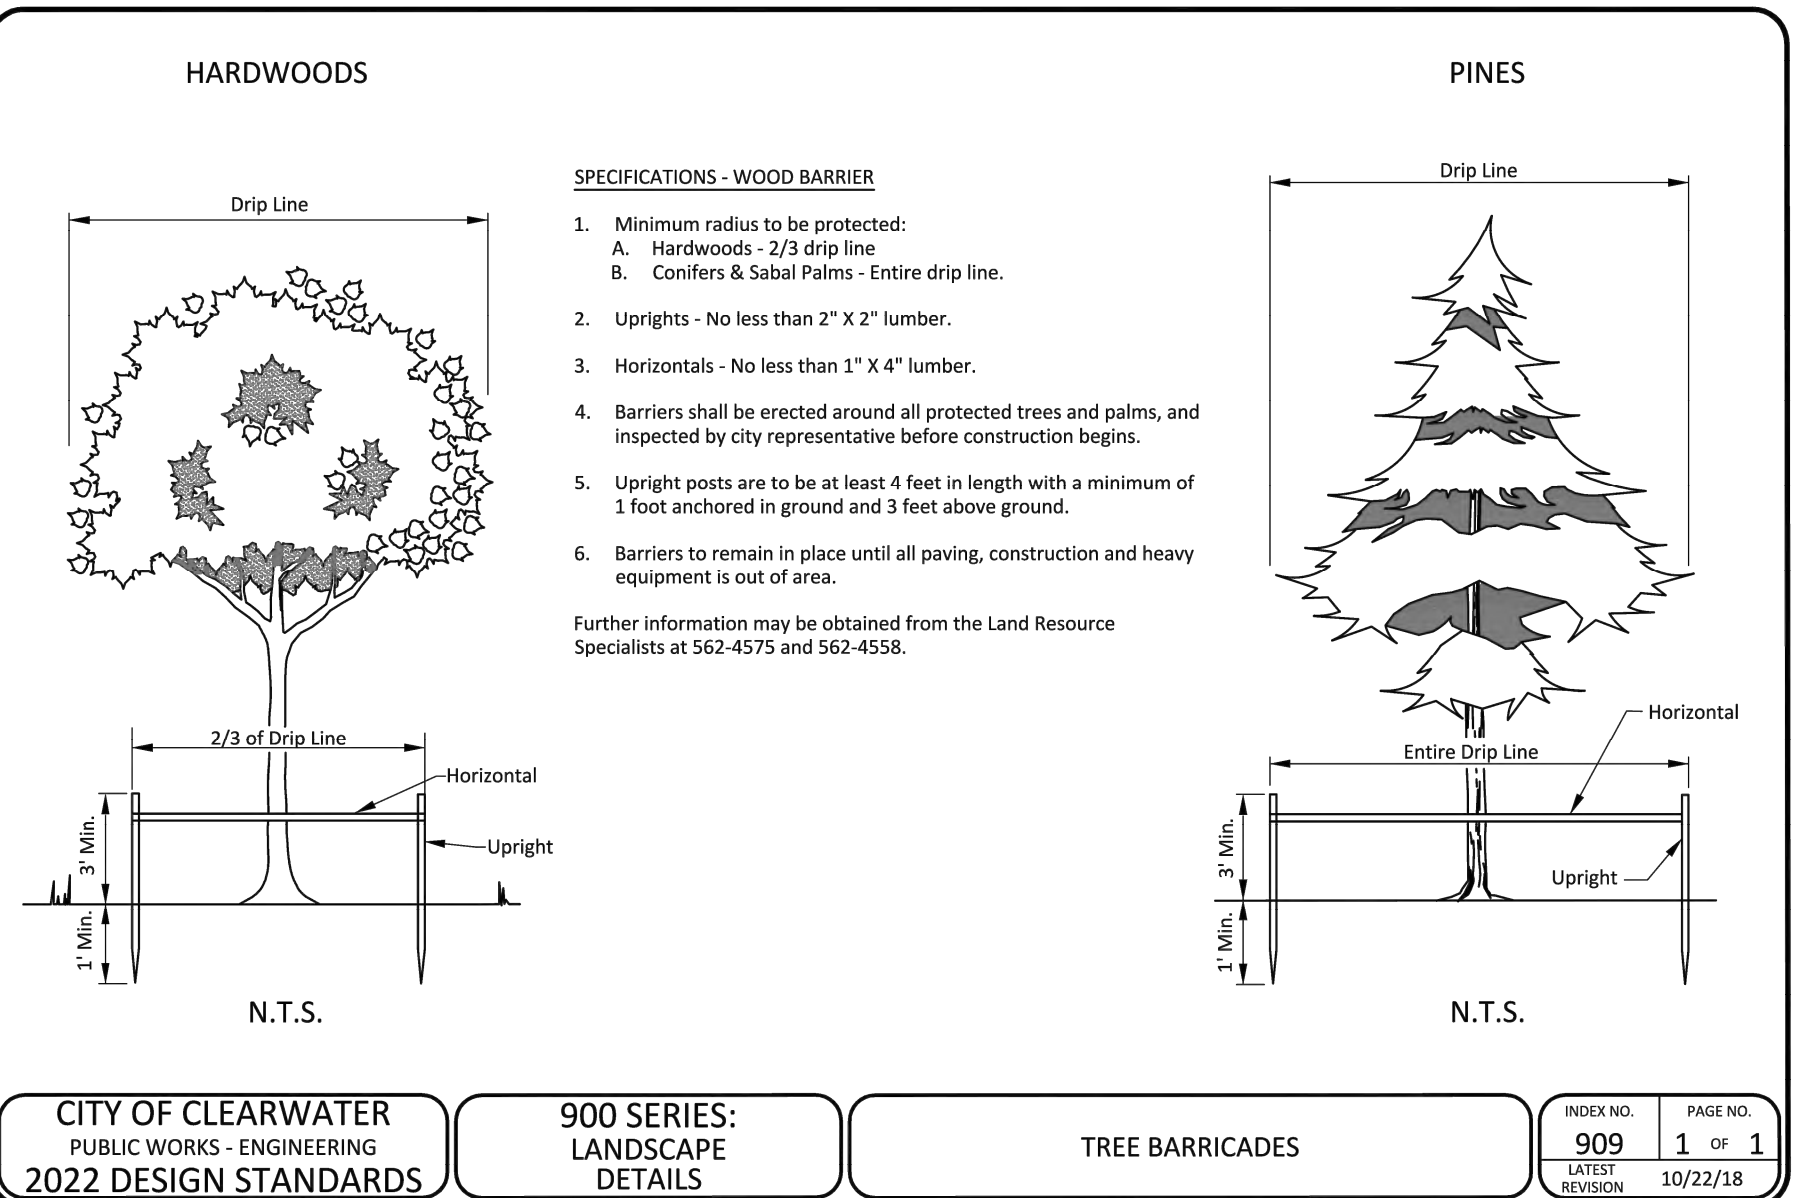 HARDWOODS
PINES
Drip Line
Drip Line
SPECIFICATIONS - WOOD BARRIER
1. Minimum radius to be protected:
A. Hardwoods - 2/3 drip line
B. Conifers & Sabal Palms - Entire drip line.
2. Uprights - No less than 2" X 2" lumber.
3. Horizontals - No less than 1" X 4" lumber.
4. Barriers shall be erected around all protected trees and palms, and
inspected by city representative before construction begins.
5. Upright posts are to be at least 4 feet in length with a minimum of
1 foot anchored in ground and 3 feet above ground.
6. Barriers to remain in place until all paving, construction and heavy
equipment is out of area.
Further information may be obtained from the Land Resource
Specialists at 562-4575 and 562-4558.
2/3 of Drip Line
Horizontal
Upright
3' Min.
1' Min.
N.T.S.
Horizontal
Entire Drip Line
Upright
3' Min.
1' Min.
N.T.S.
CITY OF CLEARWATER
PUBLIC WORKS - ENGINEERING
2022 DESIGN STANDARDS
900 SERIES:
LANDSCAPE
DETAILS
TREE BARRICADES
INDEX NO.
909
PAGE NO.
1 OF 1
LATEST
REVISION
10/22/18